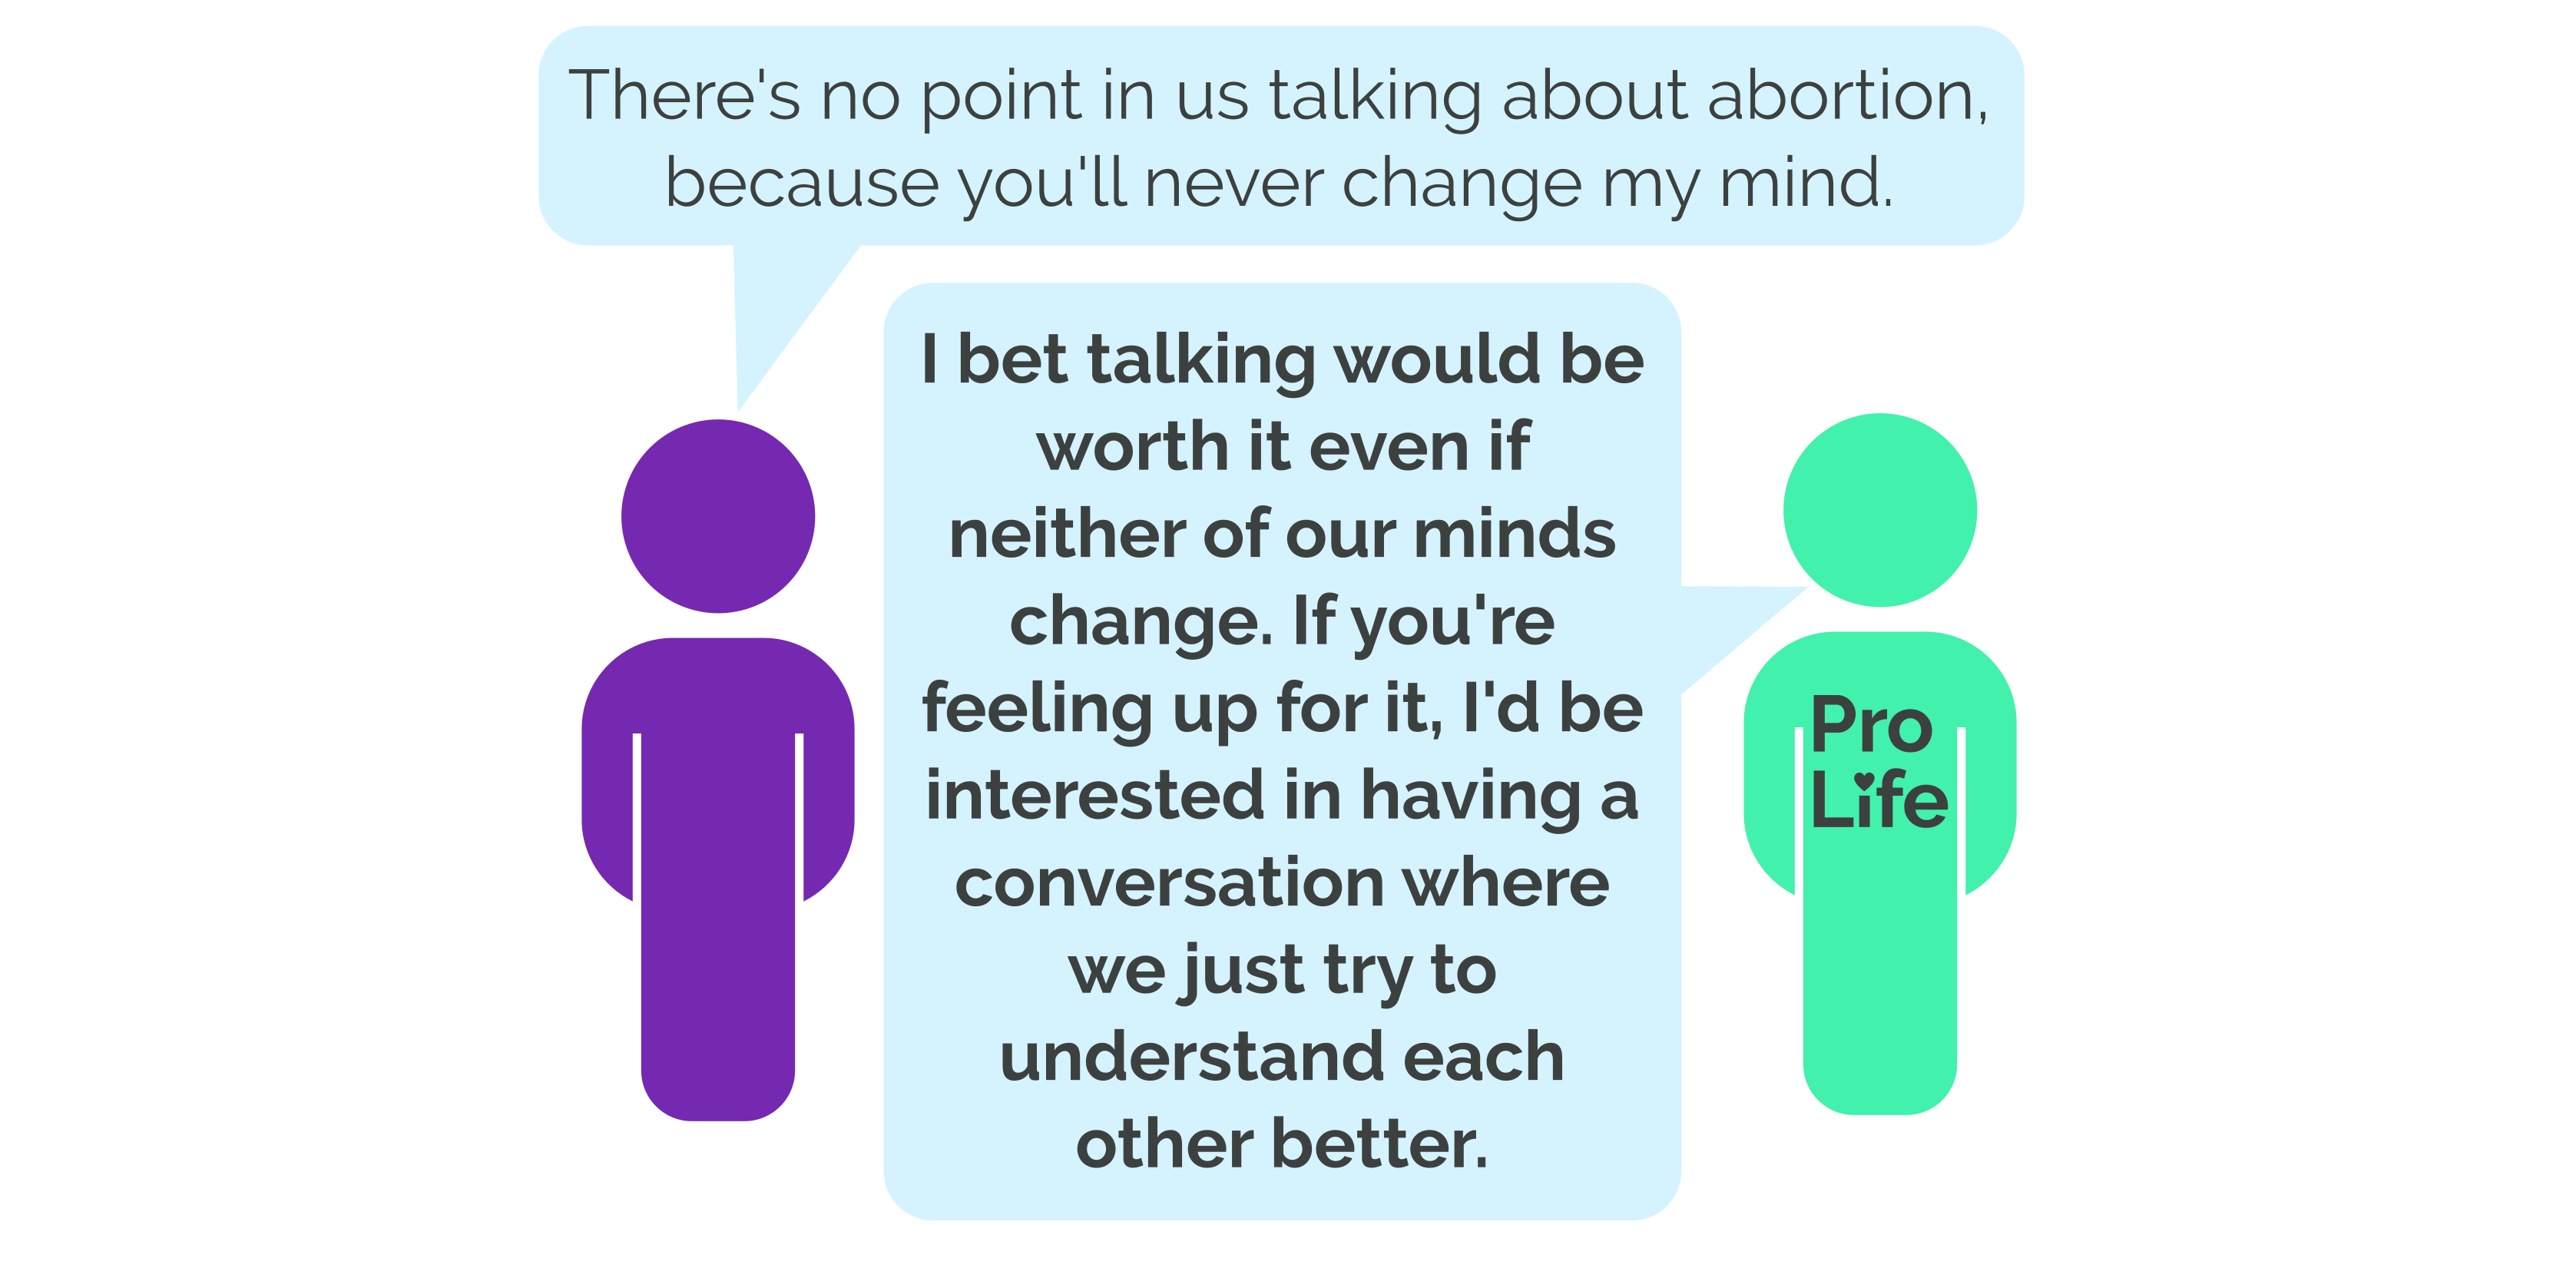 There's no point in us talking about abortion,
because you'll never change my mind.
I bet talking would be
worth it even if
neither of our minds
change. If you're
feeling up for it, I'd be
interested in having a
conversation where
we just try to
understand each
other better.
Pro
Life